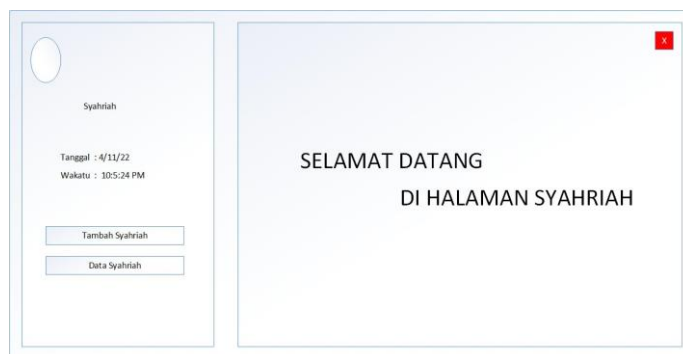 Syahriah
Tanggal : 4/11/22
Wakatu : 10:5:24 PM
Tambah Syahriah
Data Syahriah
X
SELAMAT DATANG
DI HALAMAN SYAHRIAH